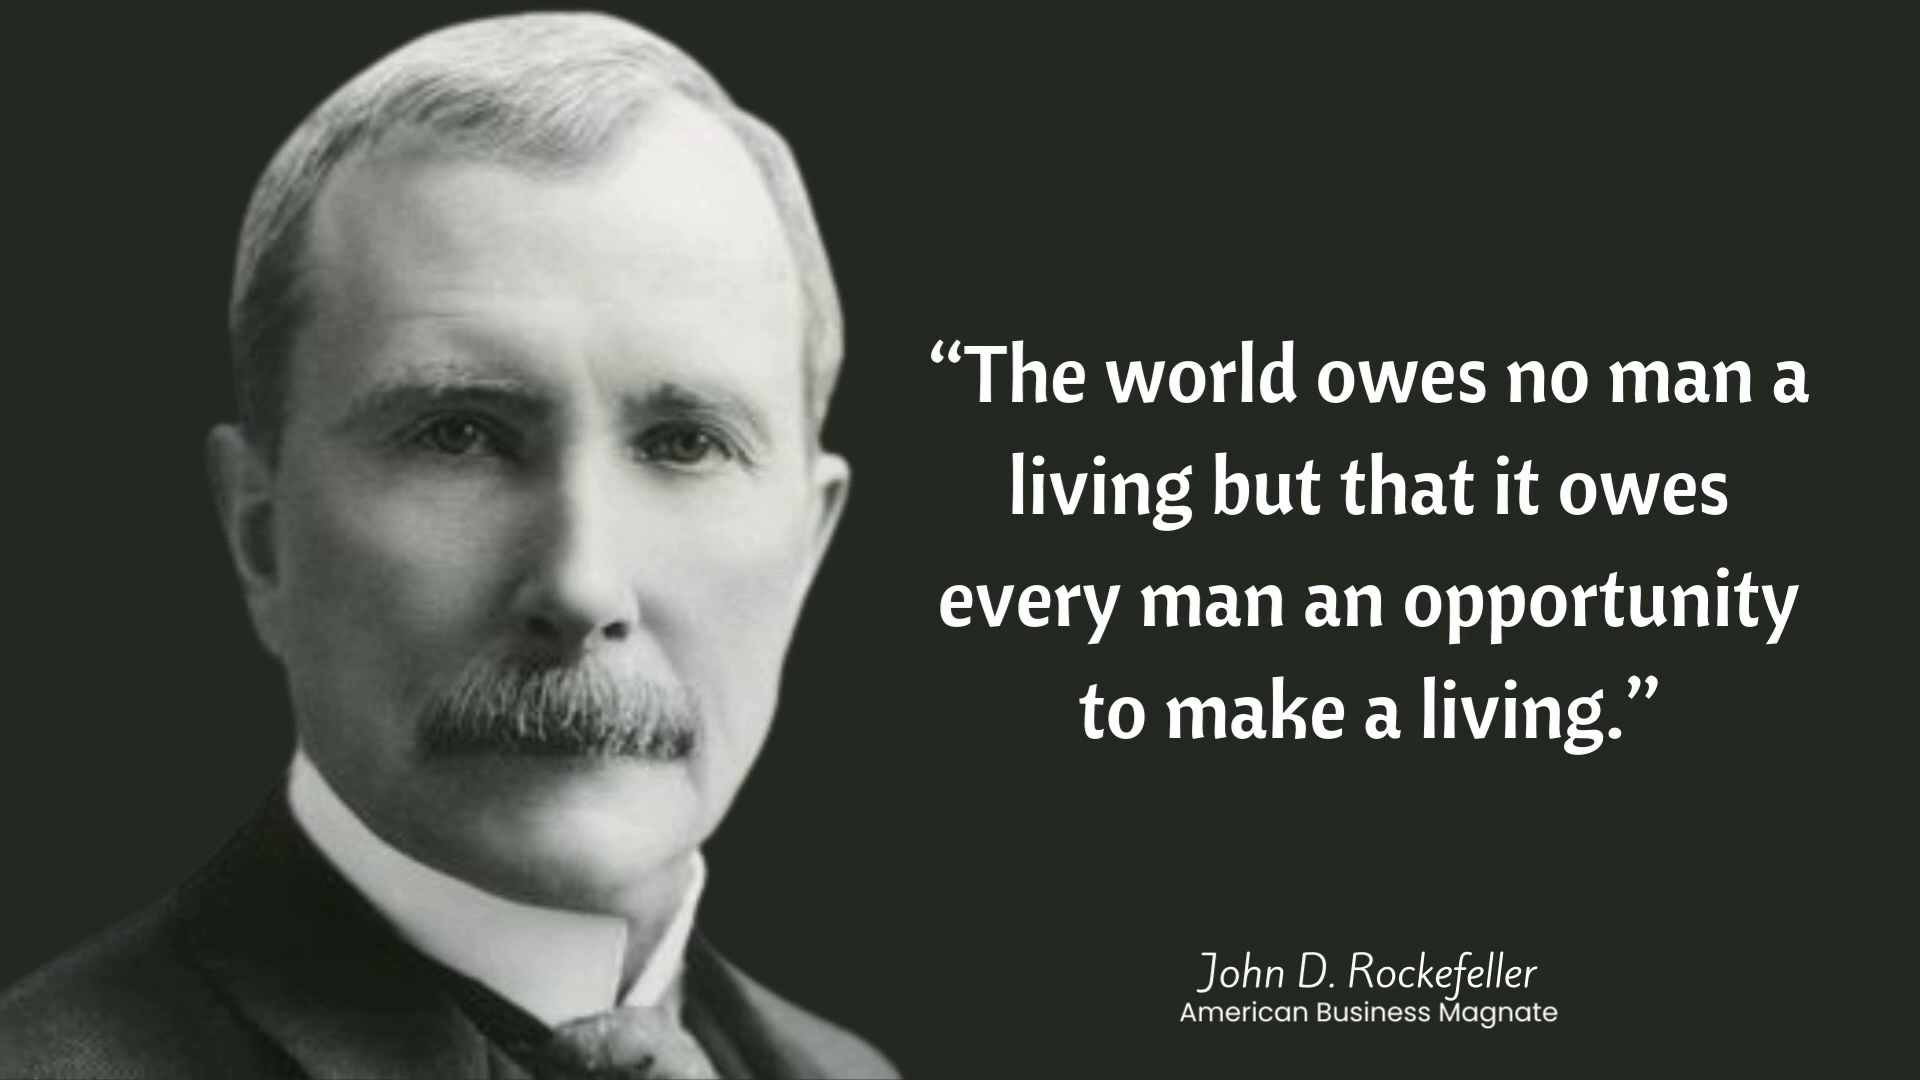 “The world owes no man a
living but that it owes
every man an opportunity
to make a living.”
John D. Rockefeller
American Business Magnate